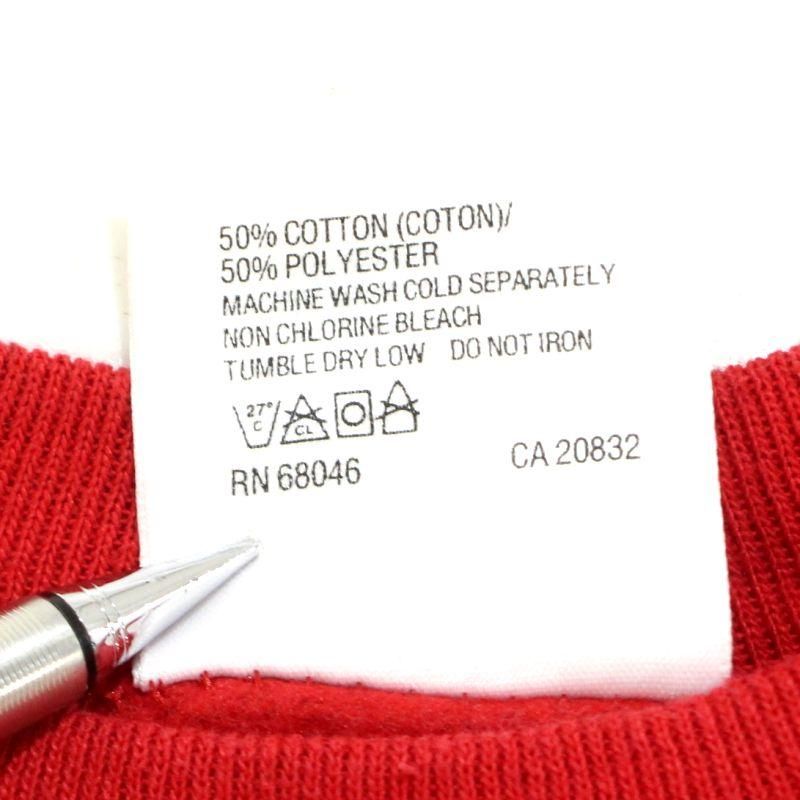 50% COTTON (COTON)/
50% POLYESTER
MACHINE WASH COLD SEPARATELY
NON CHLORINE BLEACH
TUMBLE DRY LOW DO NOT IRON
27° C CL
RN 68046 CA 20832